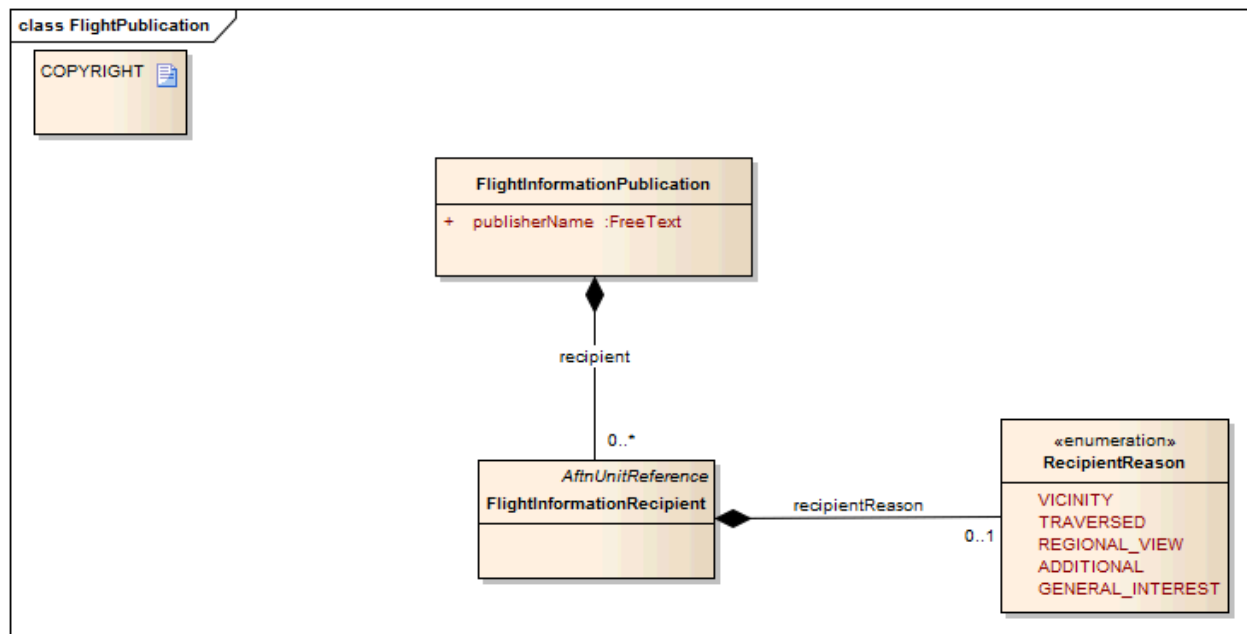 class FlightPublication
COPYRIGHT
FlightInformationPublication
+ publisherName :FreeText
recipient
0..*
AftnUnitReference
FlightInformationRecipient
recipientReason
0..1
«enumeration»
RecipientReason
VICINITY
TRAVERSED
REGIONAL_VIEW
ADDITIONAL
GENERAL_INTEREST